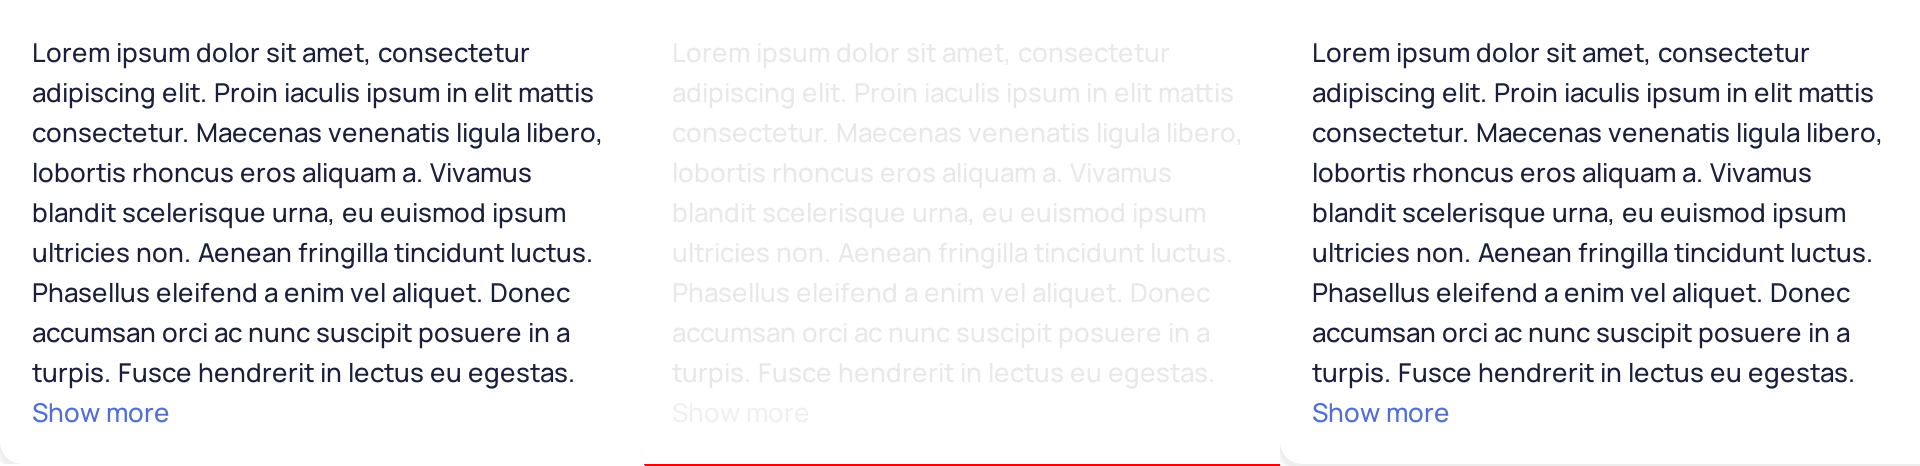 Lorem ipsum dolor sit amet, consectetur
adipiscing elit. Proin iaculis ipsum in elit mattis
consectetur. Maecenas venenatis ligula libero,
lobortis rhoncus eros aliquam a. Vivamus
blandit scelerisque urna, eu euismod ipsum
ultricies non. Aenean fringilla tincidunt luctus.
Phasellus eleifend a enim vel aliquet. Donec
accumsan orci ac nunc suscipit posuere in a
turpis. Fusce hendrerit in lectus eu egestas.
Show more
Lorem ipsum dolor sit amet, consectetur
adipiscing elit. Proin iaculis ipsum in elit mattis
consectetur. Maecenas venenatis ligula libero,
lobortis rhoncus eros aliquam a. Vivamus
blandit scelerisque urna, eu euismod ipsum
ultricies non. Aenean fringilla tincidunt luctus.
Phasellus eleifend a enim vel aliquet. Donec
accumsan orci ac nunc suscipit posuere in a
turpis. Fusce hendrerit in lectus eu egestas.
Show more
Lorem ipsum dolor sit amet, consectetur
adipiscing elit. Proin iaculis ipsum in elit mattis
consectetur. Maecenas venenatis ligula libero,
lobortis rhoncus eros aliquam a. Vivamus
blandit scelerisque urna, eu euismod ipsum
ultricies non. Aenean fringilla tincidunt luctus.
Phasellus eleifend a enim vel aliquet. Donec
accumsan orci ac nunc suscipit posuere in a
turpis. Fusce hendrerit in lectus eu egestas.
Show more